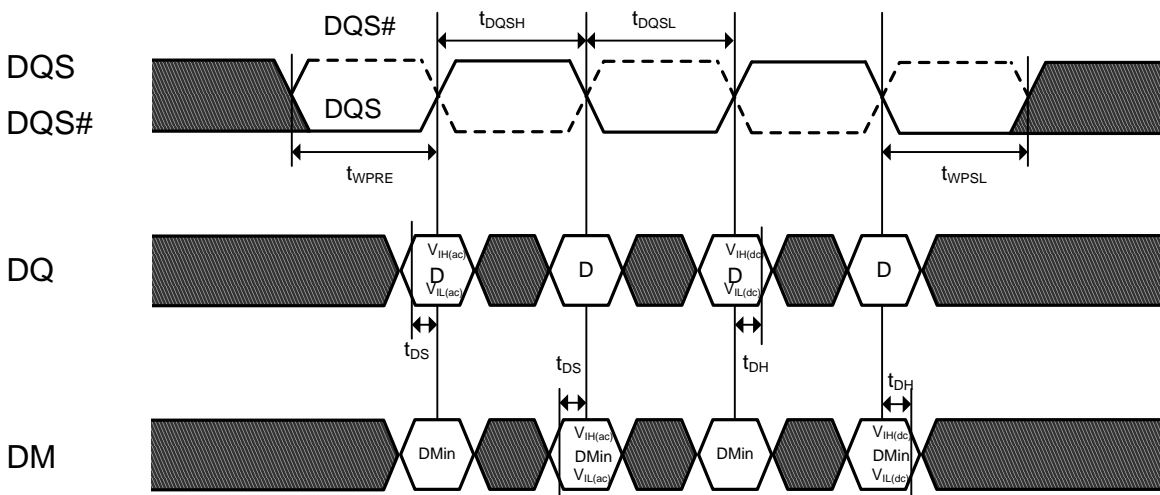 DQS# tDQSH tDQSL
DQS
DQS
DQS#
tWPRE tWPSL
VIH(ac) VIH(dc)
DQ D D D D
VIL(ac) VIL(dc)
tDS tDS tDH tDH
VIH(ac) VIH(dc)
DM DMin DMin DMin DMin
VIL(ac) VIL(dc)